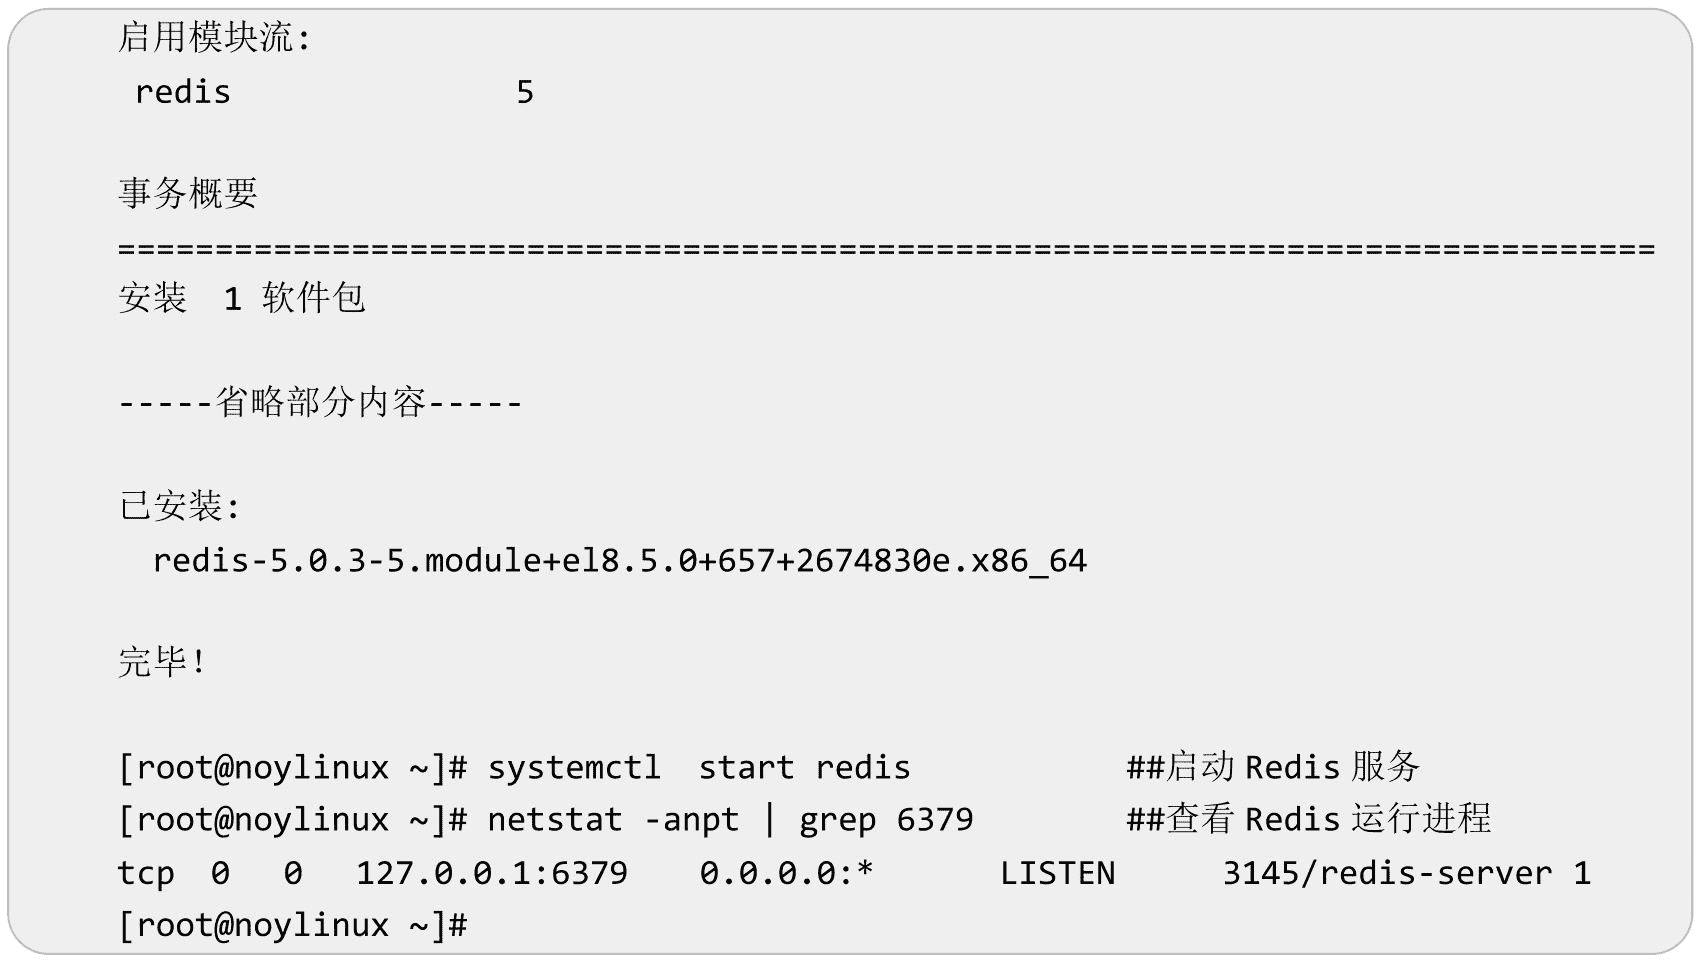 启用模块流:
redis 5
事务概要
===============================================================================
安装 1 软件包
-----省略部分内容-----
已安装:
redis-5.0.3-5.module+el8.5.0+657+2674830e.x86_64
完毕!
[root@noylinux ~]# systemctl start redis ##启动 Redis 服务
[root@noylinux ~]# netstat -anpt | grep 6379 ##查看 Redis 运行进程
tcp 0 0 127.0.0.1:6379 0.0.0.0:* LISTEN 3145/redis-server 1
[root@noylinux ~]#